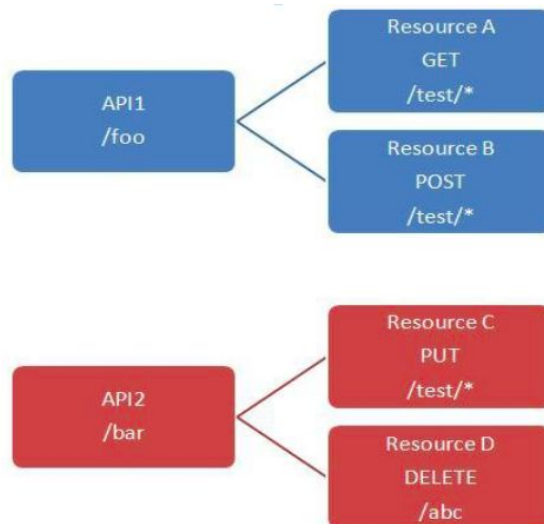 API1
/foo
Resource A
GET
/test/*
Resource B
POST
/test/*
API2
/bar
Resource C
PUT
/test/*
Resource D
DELETE
/abc